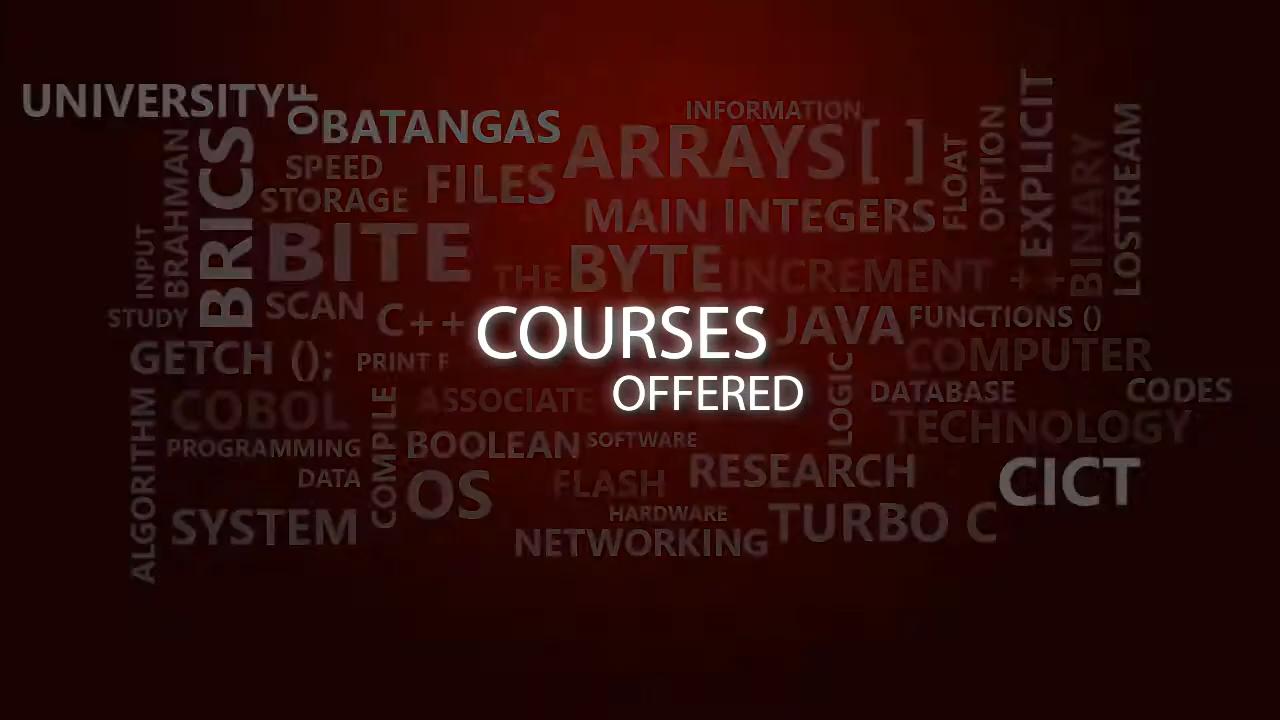 UNIVERSITY
OF
BATANGAS
INFORMATION
ARRAYS [ ]
SPEED
FILES
STORAGE
MAIN INTEGERS
FLOAT
OPTION
EXPLICIT
BINARY
LOSTREAM
INPUT
BRAHMAN
BRICS
BITE
THE
BYTE
INCREMENT ++
STUDY
SCAN
C++
COURSES
OFFERED
JAVA
FUNCTIONS ()
GETCH ();
PRINT F
COMPUTER
COBOL
COMPILE
ASSOCIATE
LOGIC
DATABASE
CODES
TECHNOLOGY
ALGORITHM
PROGRAMMING
BOOLEAN
SOFTWARE
DATA
OS
FLASH
RESEARCH
CICT
SYSTEM
HARDWARE
NETWORKING
TURBO C